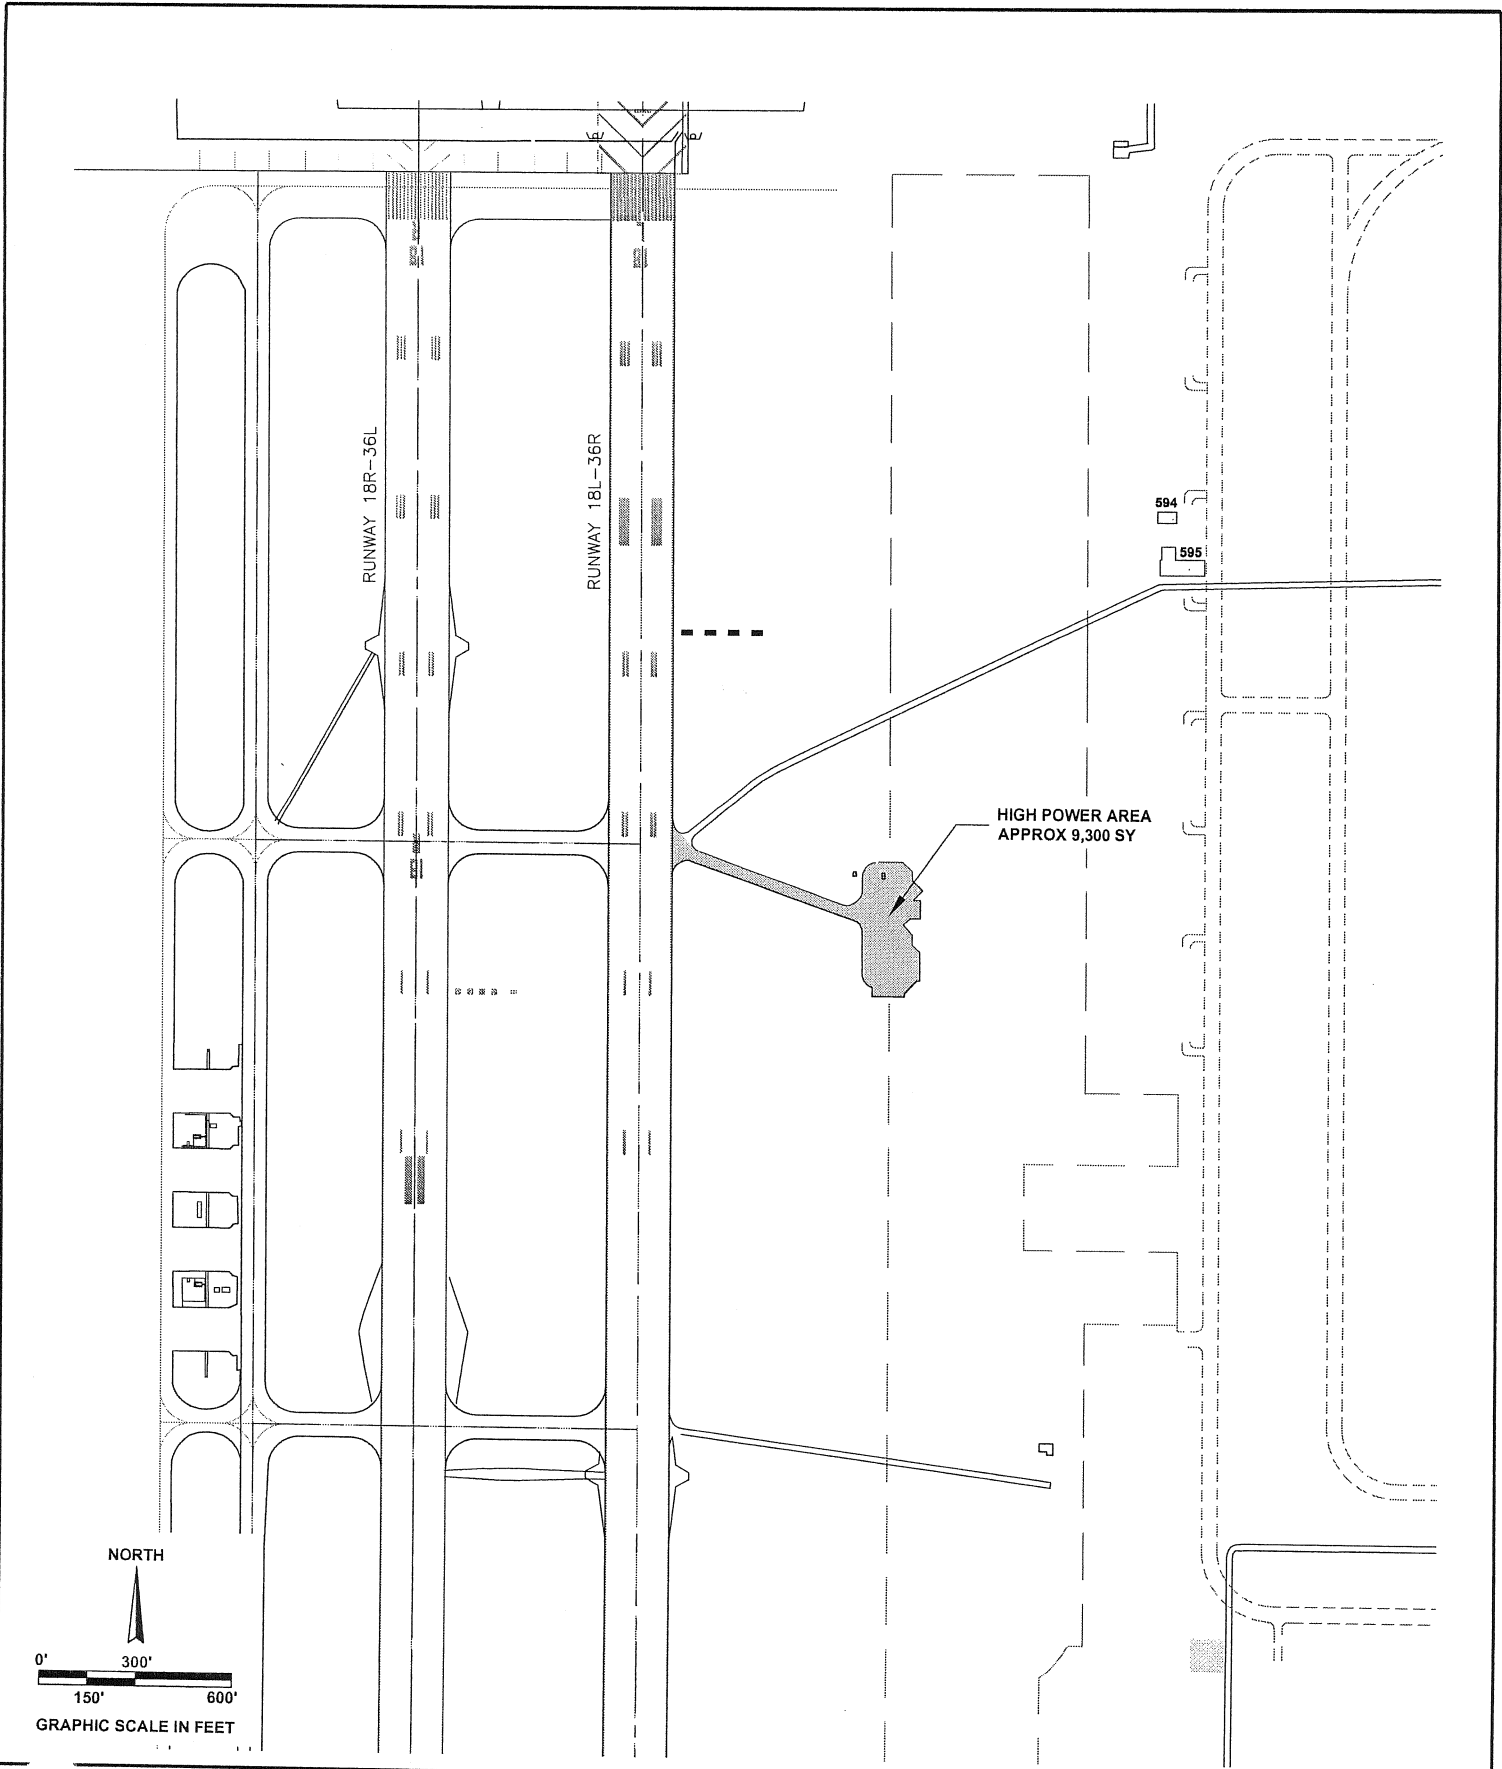 RUNWAY 18R-36L
RUNWAY 18L-36R
594
595
HIGH POWER AREA
APPROX 9,300 SY
NORTH
0' 300'
150' 600'
GRAPHIC SCALE IN FEET